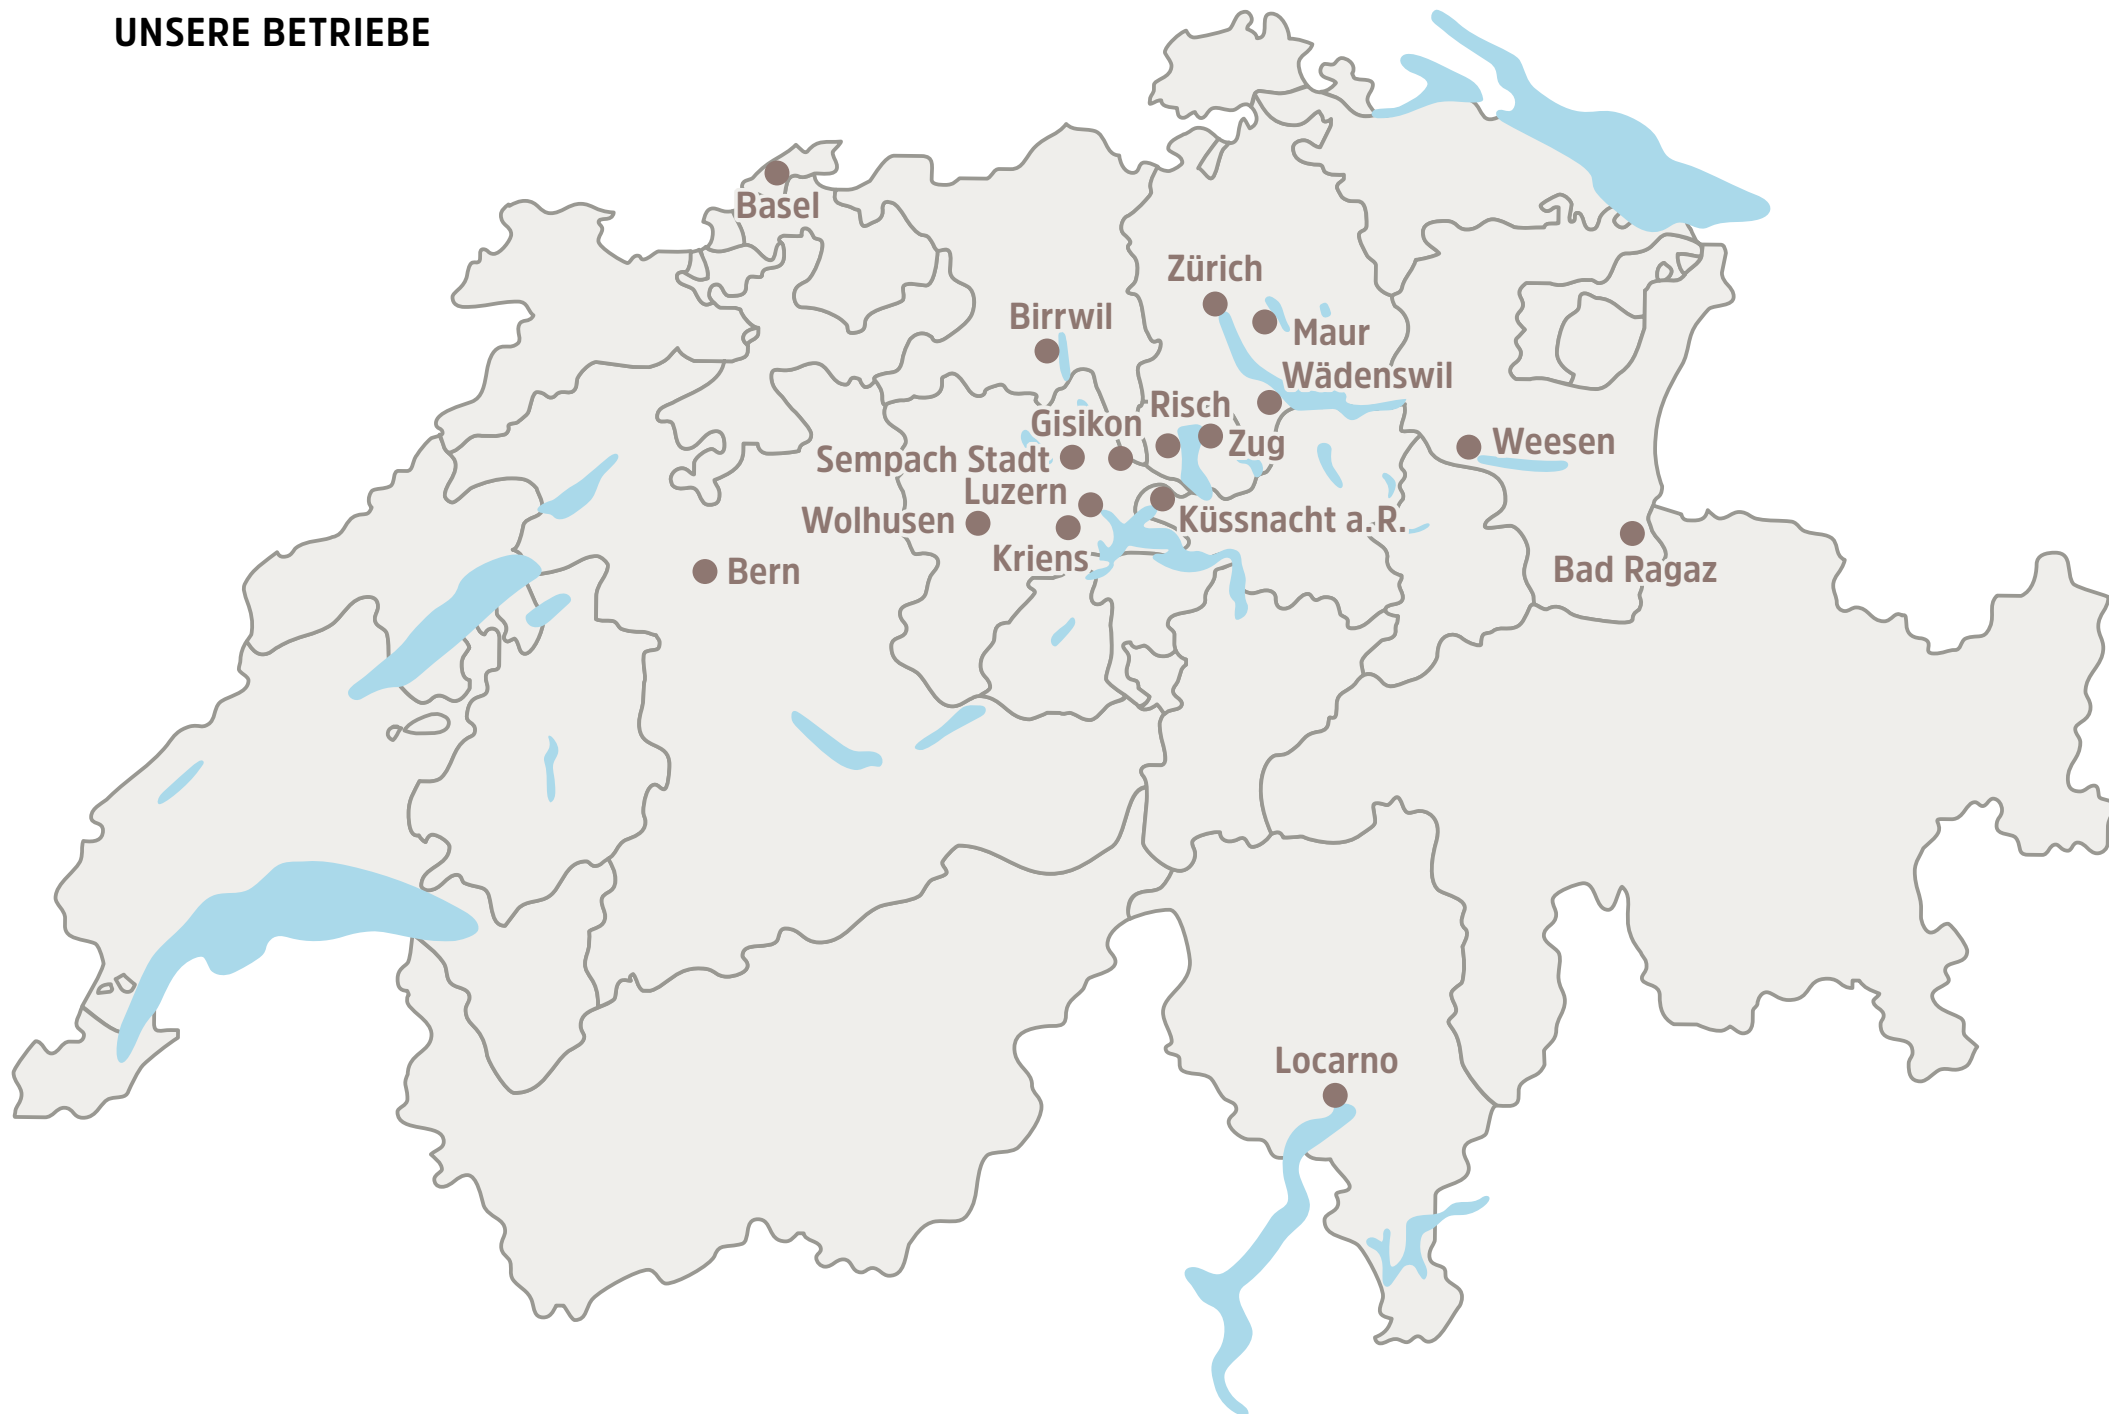 UNSERE BETRIEBE
Basel
Zürich
Birrwil
Maur
Wädenswil
Risch
Gisikon
Zug
Weesen
Sempach Stadt
Luzern
Wolhusen
Küssnacht a.R.
Kriens
Bern
Bad Ragaz
Locarno